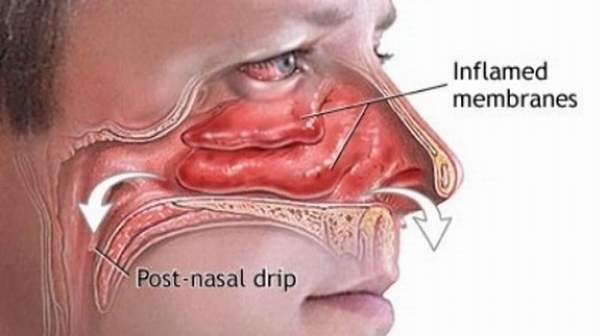 Inflamed
membranes
Post-nasal drip